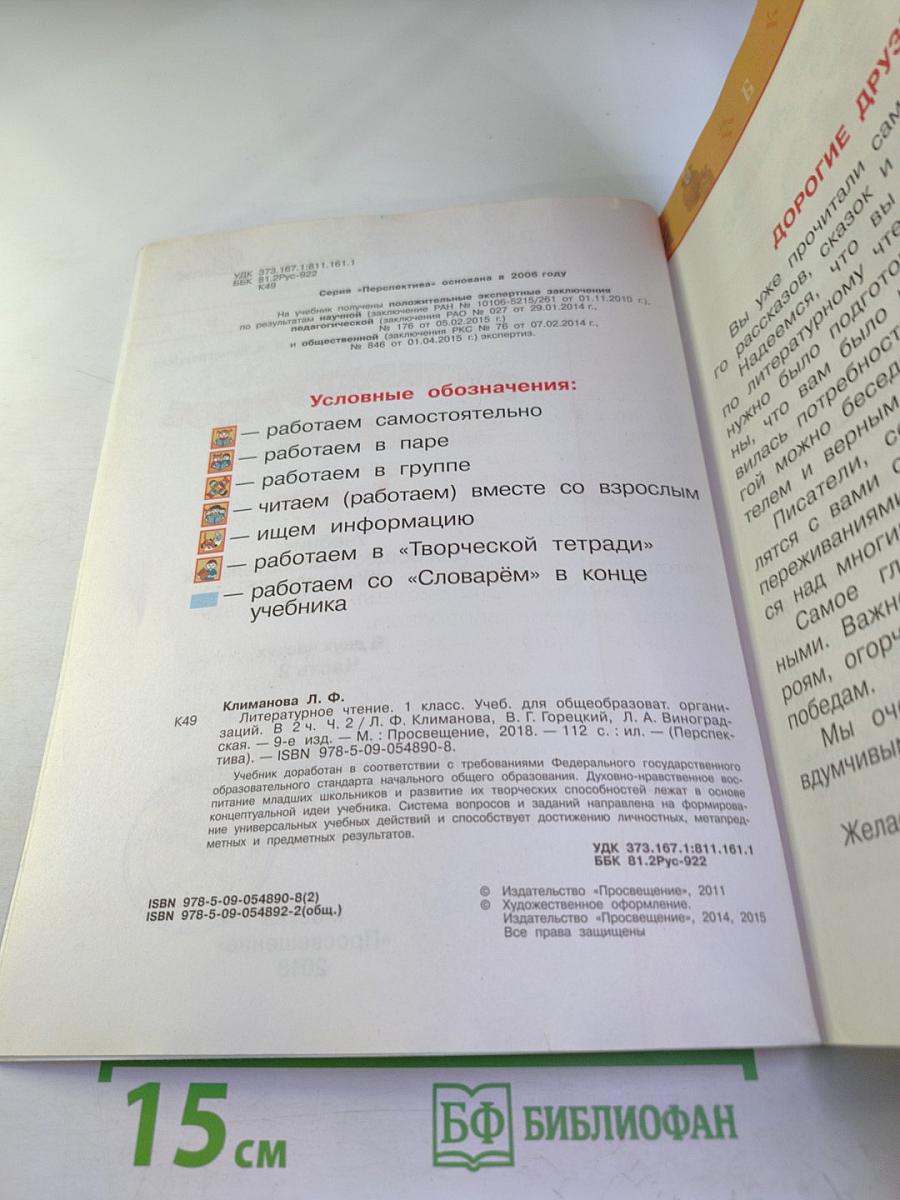 УДК 373.167.1:811.161.1
ББК 81.2Рус-922
К49
Серия «Перспектива» основана в 2006 году
На учебник получены положительные экспертные заключения
по результатам научной (заключение РАН № 10106-5215/261 от 01.11.2010 г.),
педагогической (заключения РАО № 027 от 29.01.2014 г.,
№ 176 от 05.02.2015 г.)
и общественной (заключения РКС № 76 от 07.02.2014 г.,
№ 846 от 01.04.2015 г.) экспертиз.
Условные обозначения:
— работаем самостоятельно
— работаем в паре
— работаем в группе
— читаем (работаем) вместе со взрослым
— ищем информацию
— работаем в «Творческой тетради»
— работаем со «Словарём» в конце
учебника
Климанова Л. Ф.
К49 Литературное чтение. 1 класс. Учеб. для общеобразоват. органи-
заций. В 2 ч. Ч. 2 / Л. Ф. Климанова, В. Г. Горецкий, Л. А. Виноград-
ская. — 9-е изд. — М. : Просвещение, 2018. — 112 с. : ил. — (Перспек-
тива). — ISBN 978-5-09-054890-8.
Учебник доработан в соответствии с требованиями Федерального государственного
образовательного стандарта начального общего образования. Духовно-нравственное вос-
питание младших школьников и развитие их творческих способностей лежат в основе
концептуальной идеи учебника. Система вопросов и заданий направлена на формирова-
ние универсальных учебных действий и способствует достижению личностных, метапред-
метных и предметных результатов.
УДК 373.167.1:811.161.1
ББК 81.2Рус-922
ISBN 978-5-09-054890-8(2)
ISBN 978-5-09-054892-2(общ.)
© Издательство «Просвещение», 2011
© Художественное оформление.
Издательство «Просвещение», 2014, 2015
Все права защищены
ДОРОГИЕ ДРУЗ
Вы уже прочитали сам
го рассказов, сказок и
Надеемся, что вы
по литературному чте
нужно было подгото
ны, что вам было
вилась потребност
гой можно бесед
телем и верным
Писатели, се
лятся с вами с
переживаниями
ся над многи
Самое гл
ными. Важн
роям, огорч
победам.
Мы оче
вдумчивым
Жела
15 см
БФ БИБЛИОФАН